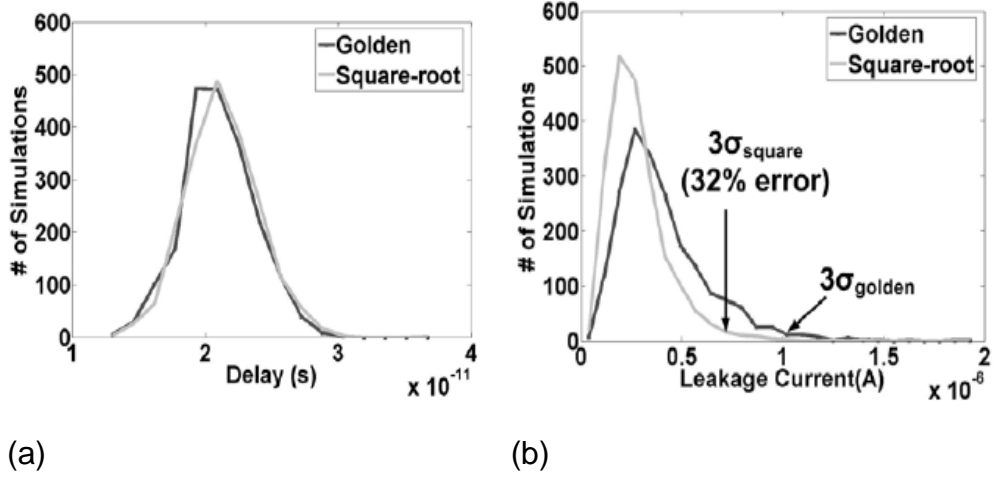 600
500
400
300
200
100
0
# of Simulations
Golden
Square-root
1
2
3
4
Delay (s)
x 10⁻¹¹
(a)
600
500
400
300
200
100
0
# of Simulations
Golden
Square-root
3σsquare
(32% error)
3σgolden
0
0.5
1
1.5
2
Leakage Current(A)
x 10⁻⁶
(b)